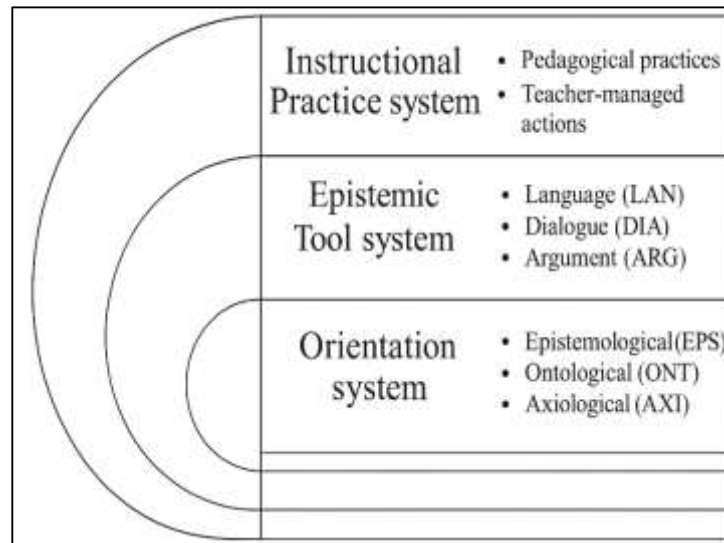 Instructional
Practice system
• Pedagogical practices
• Teacher-managed
actions
Epistemic
Tool system
• Language (LAN)
• Dialogue (DIA)
• Argument (ARG)
Orientation
system
• Epistemological(EPS)
• Ontological (ONT)
• Axiological (AXI)